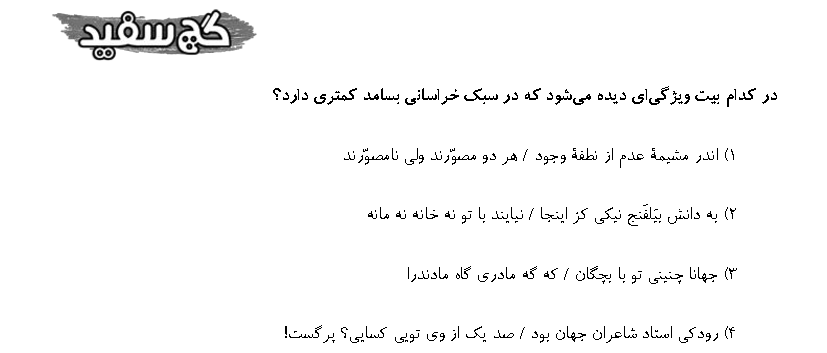 گچ سفید
در کدام بیت ویژگی‌ای دیده می‌شود که در سبک خراسانی بسامد کمتری دارد؟
۱) اندر مشیمهٔ عدم از نطفهٔ وجود / هر دو مصوّرند ولی نامصوّرند
۲) به دانش بیَلفَنج نیکی کز اینجا / نیایند با تو نه خانه نه مانه
۳) جهانا چنینی تو با بچگان / که گه مادری گاه مادندرا
۴) رودکی استاد شاعران جهان بود / صد یک از وی تویی کسایی؟ پرگست!